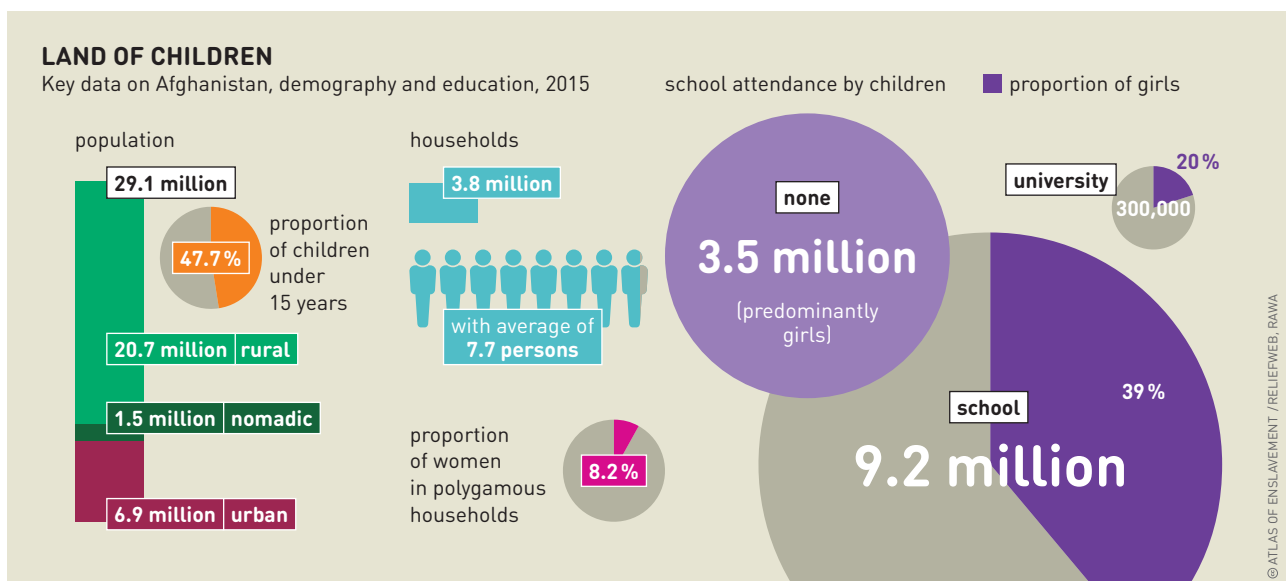 LAND OF CHILDREN
Key data on Afghanistan, demography and education, 2015
population
29.1 million
proportion
of children
under
15 years
47.7 %
20.7 million rural
1.5 million nomadic
6.9 million urban
households
3.8 million
with average of
7.7 persons
proportion
of women
in polygamous
households
8.2 %
school attendance by children
proportion of girls
none
3.5 million
(predominantly
girls)
university
20 %
300,000
school
39 %
9.2 million
© ATLAS OF ENSLAVEMENT / RELIEFWEB, RAWA